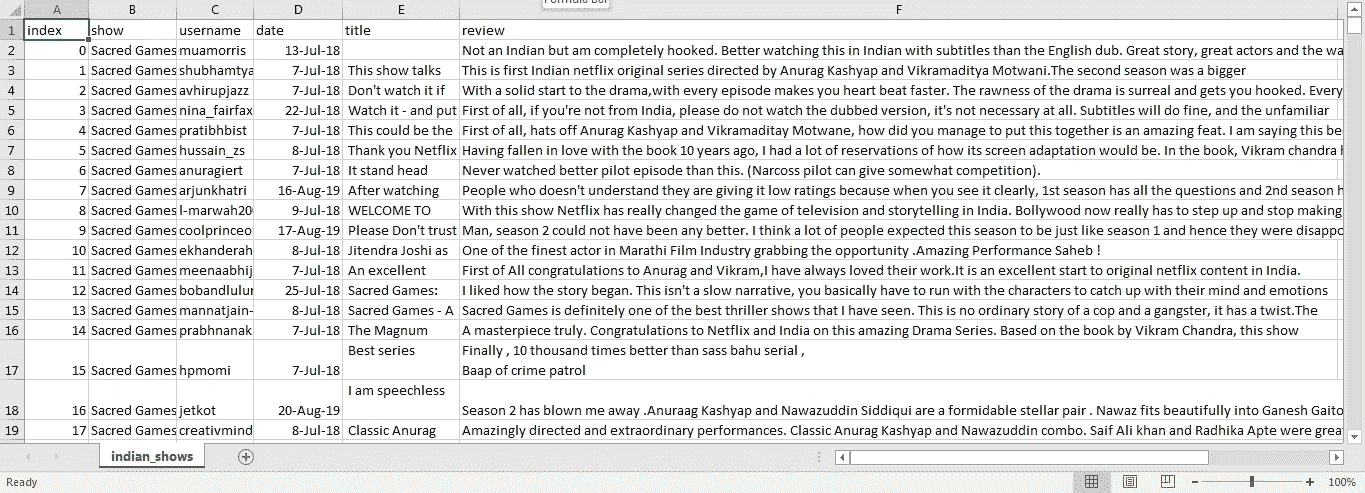 Formula Bar
A B C D E F
1 index show username date title review
2 0 Sacred Games muamorris 13-Jul-18 Not an Indian but am completely hooked. Better watching this in Indian with subtitles than the English dub. Great story, great actors and the wa
3 1 Sacred Games shubhamtya 7-Jul-18 This show talks This is first Indian netflix original series directed by Anurag Kashyap and Vikramaditya Motwani.The second season was a bigger
4 2 Sacred Games avhirupjazz 7-Jul-18 Don't watch it if With a solid start to the drama,with every episode makes you heart beat faster. The rawness of the drama is surreal and gets you hooked. Every
5 3 Sacred Games nina_fairfax 22-Jul-18 Watch it - and put First of all, if you're not from India, please do not watch the dubbed version, it's not necessary at all. Subtitles will do fine, and the unfamiliar
6 4 Sacred Games pratibhbist 7-Jul-18 This could be the First of all, hats off Anurag Kashyap and Vikramaditay Motwane, how did you manage to put this together is an amazing feat. I am saying this be
7 5 Sacred Games hussain_zs 8-Jul-18 Thank you Netflix Having fallen in love with the book 10 years ago, I had a lot of reservations of how its screen adaptation would be. In the book, Vikram chandra
8 6 Sacred Games anuragiert 7-Jul-18 It stand head Never watched better pilot episode than this. (Narcoss pilot can give somewhat competition).
9 7 Sacred Games arjunkhatri 16-Aug-19 After watching People who doesn't understand they are giving it low ratings because when you see it clearly, 1st season has all the questions and 2nd season h
10 8 Sacred Games l-marwah20 9-Jul-18 WELCOME TO With this show Netflix has really changed the game of television and storytelling in India. Bollywood now really has to step up and stop making
11 9 Sacred Games coolprinceo 17-Aug-19 Please Don't trust Man, season 2 could not have been any better. I think a lot of people expected this season to be just like season 1 and hence they were disappo
12 10 Sacred Games ekhanderah 8-Jul-18 Jitendra Joshi as One of the finest actor in Marathi Film Industry grabbing the opportunity .Amazing Performance Saheb !
13 11 Sacred Games meenaabhij 7-Jul-18 An excellent First of All congratulations to Anurag and Vikram,I have always loved their work.It is an excellent start to original netflix content in India.
14 12 Sacred Games bobandlulu 25-Jul-18 Sacred Games: I liked how the story began. This isn't a slow narrative, you basically have to run with the characters to catch up with their mind and emotions
15 13 Sacred Games mannatjain- 8-Jul-18 Sacred Games - A Sacred Games is definitely one of the best thriller shows that I have seen. This is no ordinary story of a cop and a gangster, it has a twist.The
16 14 Sacred Games prabhnanak 7-Jul-18 The Magnum A masterpiece truly. Congratulations to Netflix and India on this amazing Drama Series. Based on the book by Vikram Chandra, this show
Best series Finally , 10 thousand times better than sass bahu serial ,
17 15 Sacred Games hpmomi 7-Jul-18 Baap of crime patrol
I am speechless
18 16 Sacred Games jetkot 20-Aug-19 Season 2 has blown me away .Anuraag Kashyap and Nawazuddin Siddiqui are a formidable stellar pair . Nawaz fits beautifully into Ganesh Gaito
19 17 Sacred Games creativmind 8-Jul-18 Classic Anurag Amazingly directed and extraordinary performances. Classic Anurag Kashyap and Nawazuddin combo. Saif Ali khan and Radhika Apte were grea
indian_shows
Ready 100%